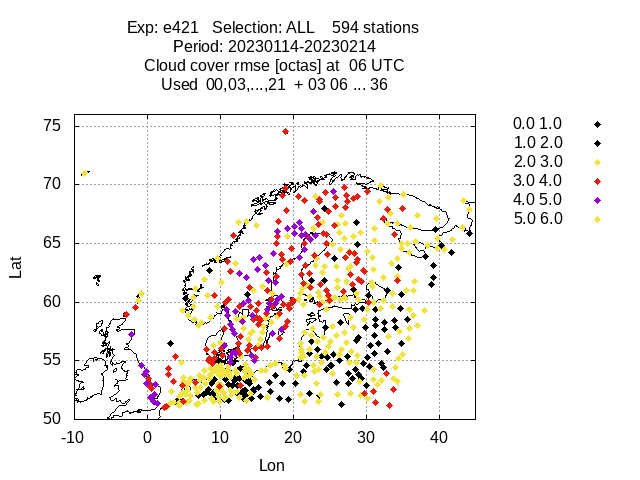 Exp: e421   Selection: ALL    594 stations
Period: 20230114-20230214
Cloud cover rmse [octas] at  06 UTC
Used  00,03,...,21  + 03 06 ... 36
75
70
65
60
55
50
Lat
-10 0 10 20 30 40
Lon
0.0 1.0
1.0 2.0
2.0 3.0
3.0 4.0
4.0 5.0
5.0 6.0